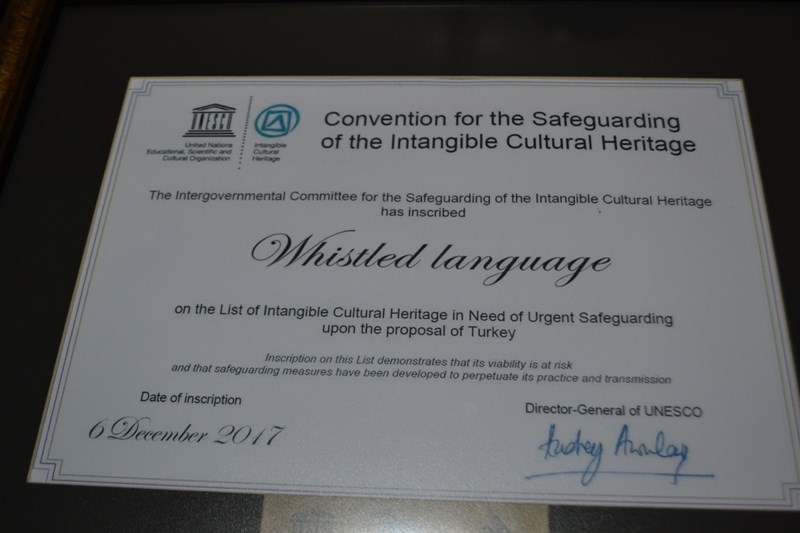 UNESCO
United Nations
Educational, Scientific and
Cultural Organization
Intangible
Cultural
Heritage
Convention for the Safeguarding
of the Intangible Cultural Heritage
The Intergovernmental Committee for the Safeguarding of the Intangible Cultural Heritage
has inscribed
Whistled language
on the List of Intangible Cultural Heritage in Need of Urgent Safeguarding
upon the proposal of Turkey
Inscription on this List demonstrates that its viability is at risk
and that safeguarding measures have been developed to perpetuate its practice and transmission
Date of inscription
6 December 2017
Director-General of UNESCO
Audrey Azoulay